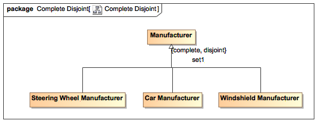 package Complete Disjoint[ Complete Disjoint]
Manufacturer
{complete, disjoint}
set1
Steering Wheel Manufacturer
Car Manufacturer
Windshield Manufacturer